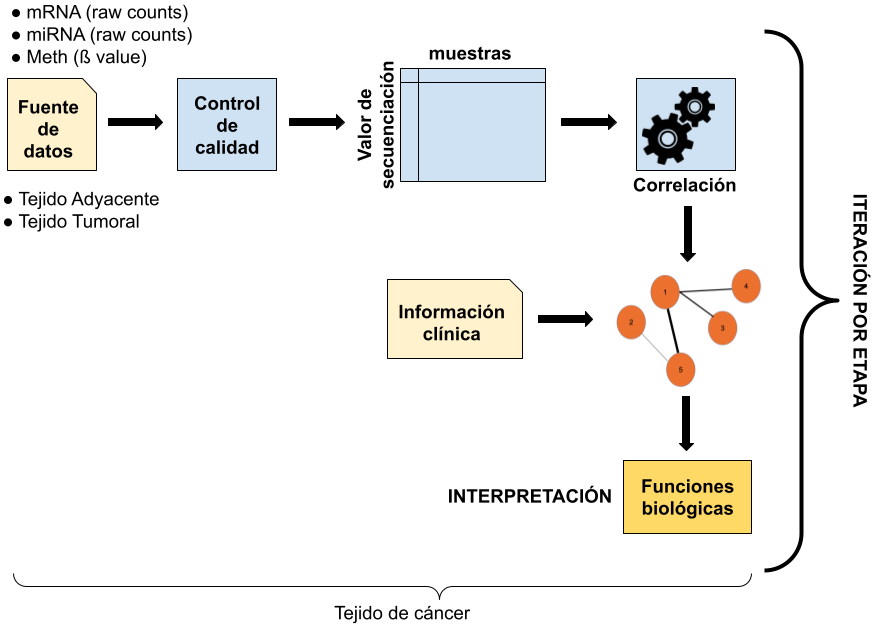 ● mRNA (raw counts)
● miRNA (raw counts)
● Meth (ß value)
Fuente
de
datos
● Tejido Adyacente
● Tejido Tumoral
Control
de
calidad
muestras
Valor de
secuenciación
Correlación
Información
clínica
1
4
2
3
5
INTERPRETACIÓN
Funciones
biológicas
ITERACIÓN POR ETAPA
Tejido de cáncer